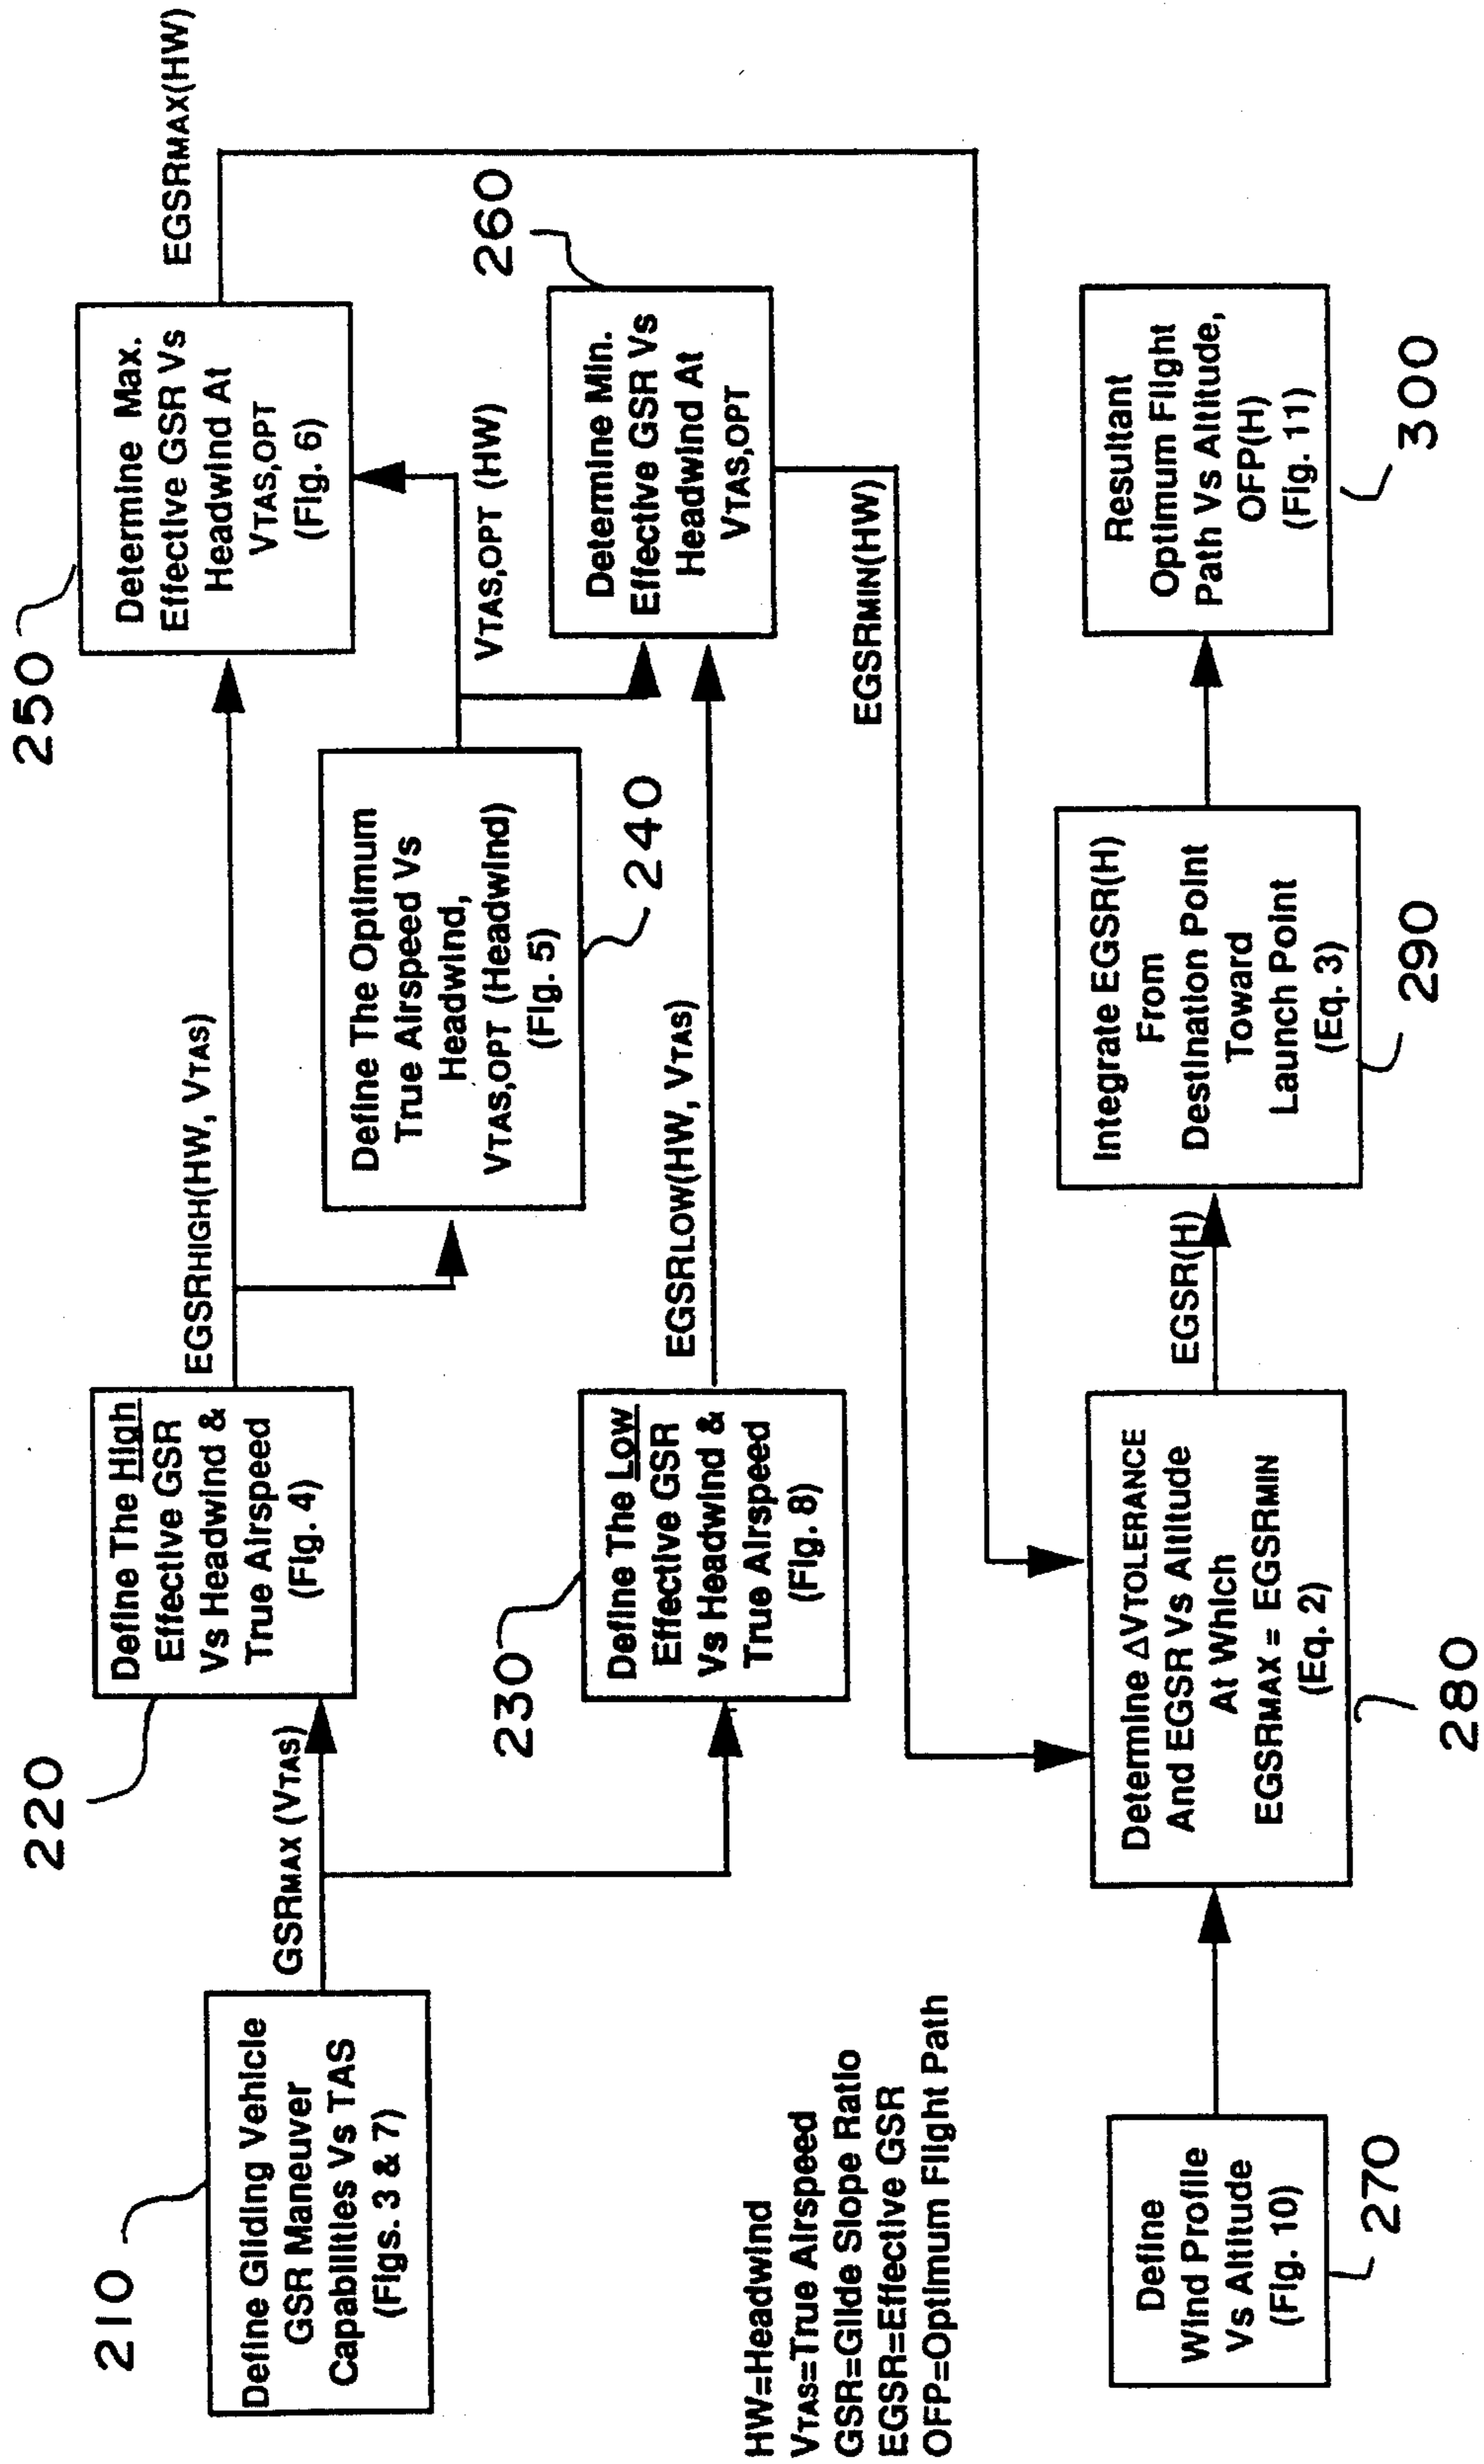 210
Define Gliding Vehicle
GSR Maneuver
Capabilities Vs TAS
(Figs. 3 & 7)
GSRMAX (VTAS)
220
Define The High
Effective GSR
Vs Headwind &
True Airspeed
(Fig. 4)
EGSRHIGH(HW, VTAS)
230
Define The Low
Effective GSR
Vs Headwind &
True Airspeed
(Fig. 8)
EGSRLOW(HW, VTAS)
Define The Optimum
True Airspeed Vs
Headwind,
VTAS,OPT (Headwind)
(Fig. 5)
240
VTAS,OPT (HW)
250
Determine Max.
Effective GSR Vs
Headwind At
VTAS,OPT
(Fig. 6)
EGSRMAX(HW)
260
Determine Min.
Effective GSR Vs
Headwind At
VTAS,OPT
EGSRMIN(HW)
HW=Headwind
VTAS=True Airspeed
GSR=Glide Slope Ratio
EGSR=Effective GSR
OFP=Optimum Flight Path
Define
Wind Profile
Vs Altitude
(Fig. 10)
270
Determine ΔVTOLERANCE
And EGSR Vs Altitude
At Which
EGSRMAX = EGSRMIN
(Eq. 2)
280
EGSR(H)
Integrate EGSR(H)
From
Destination Point
Toward
Launch Point
(Eq. 3)
290
Resultant
Optimum Flight
Path Vs Altitude,
OFP(H)
(Fig. 11)
300